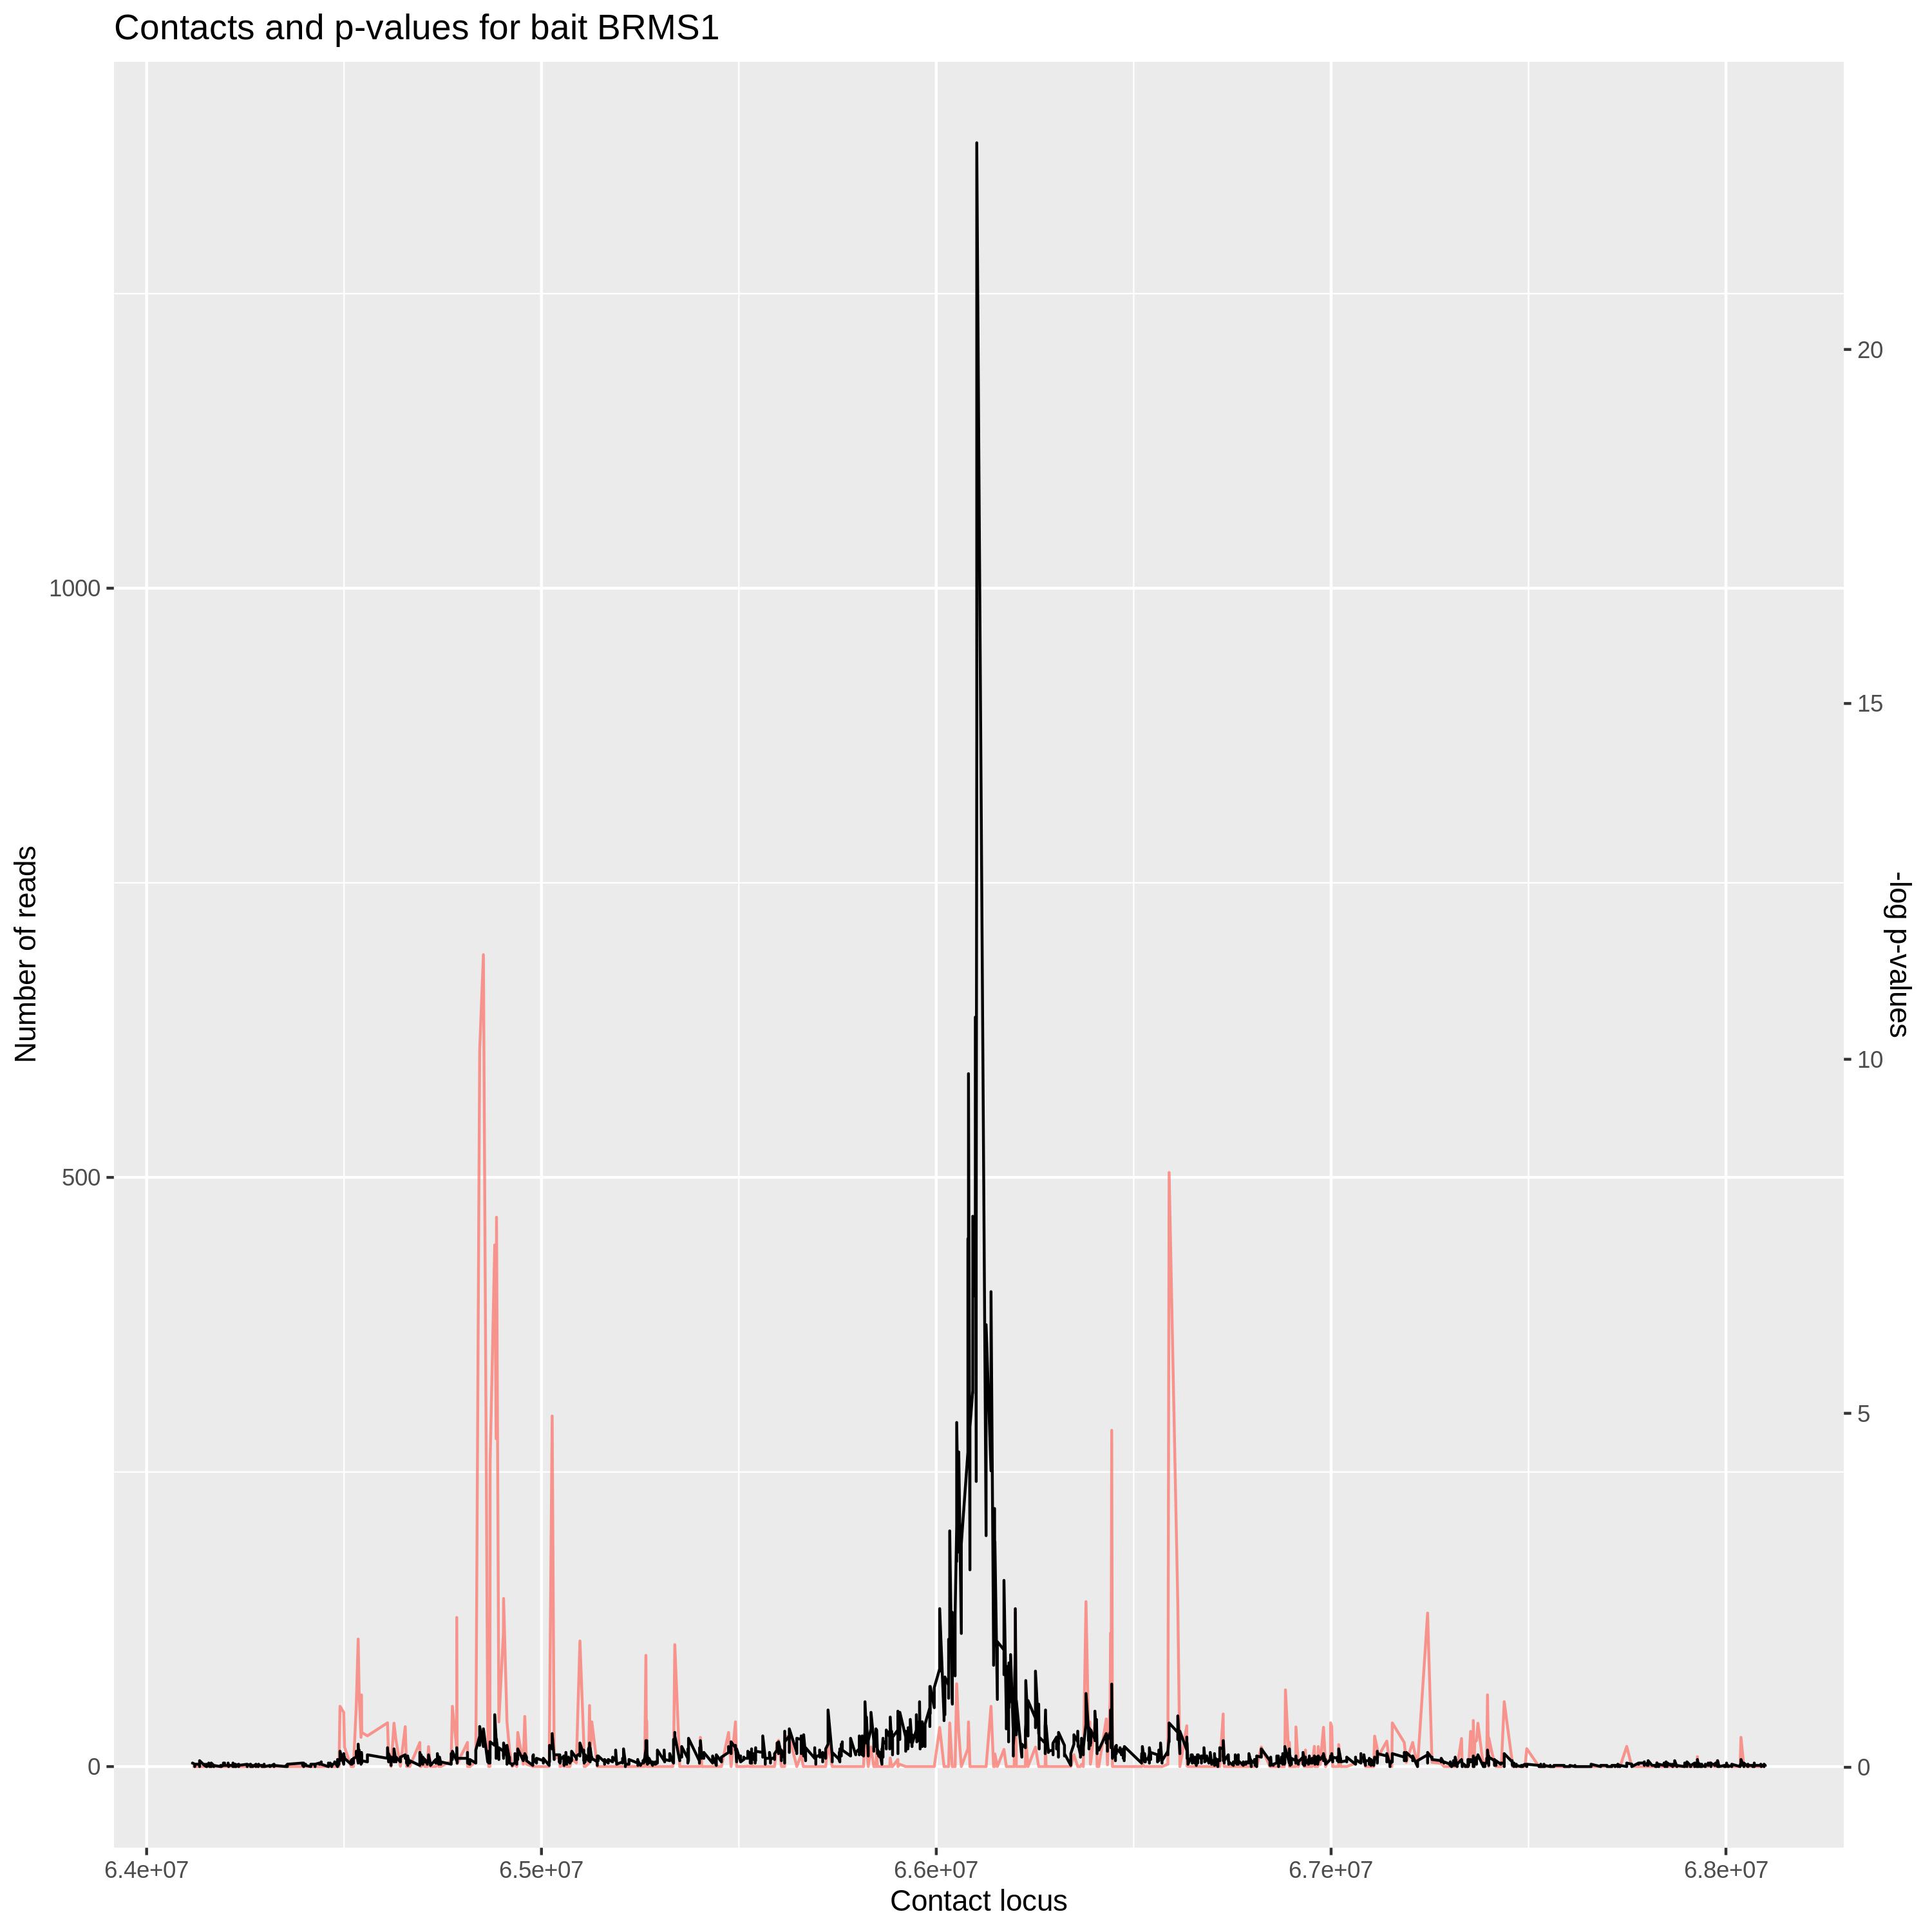 Contacts and p-values for bait BRMS1
Number of reads
1000
500
0
20
15
10
5
0
-log p-values
6.4e+07
6.5e+07
6.6e+07
6.7e+07
6.8e+07
Contact locus